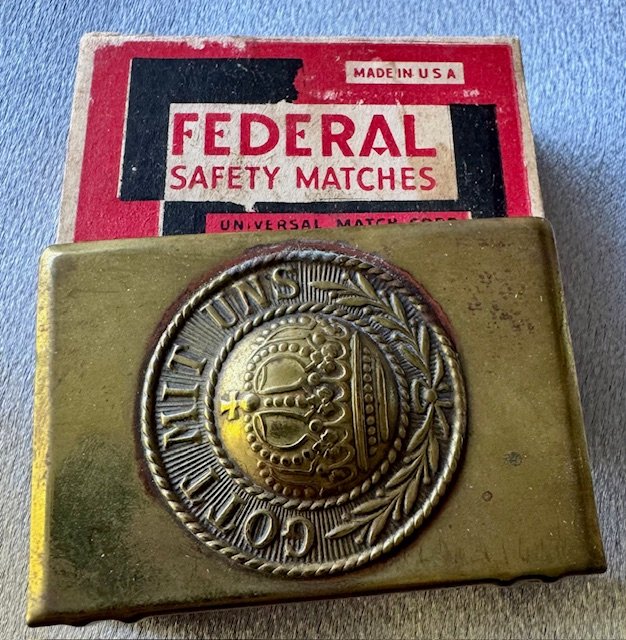 MADE IN U S A
FEDERAL
SAFETY MATCHES
UNIVERSAL MATCH CORP
GOTT MIT UNS